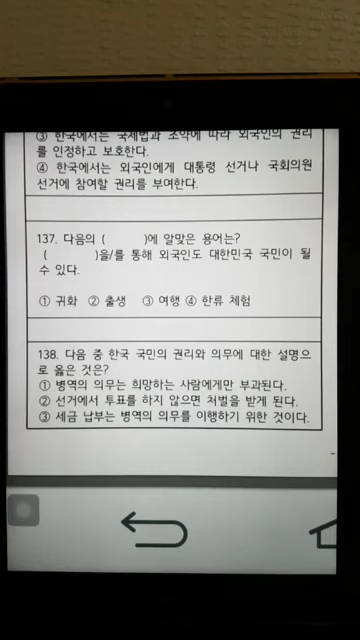 ③ 한국에서는 국제법과 조약에 따라 외국인의 권리
를 인정하고 보호한다.
④ 한국에서는 외국인에게 대통령 선거나 국회의원
선거에 참여할 권리를 부여한다.
137. 다음의 (          )에 알맞은 용어는?
(          )을/를 통해 외국인도 대한민국 국민이 될
수 있다.
① 귀화 ② 출생 ③ 여행 ④ 한류 체험
138. 다음 중 한국 국민의 권리와 의무에 대한 설명으
로 옳은 것은?
① 병역의 의무는 희망하는 사람에게만 부과된다.
② 선거에서 투표를 하지 않으면 처벌을 받게 된다.
③ 세금 납부는 병역의 의무를 이행하기 위한 것이다.